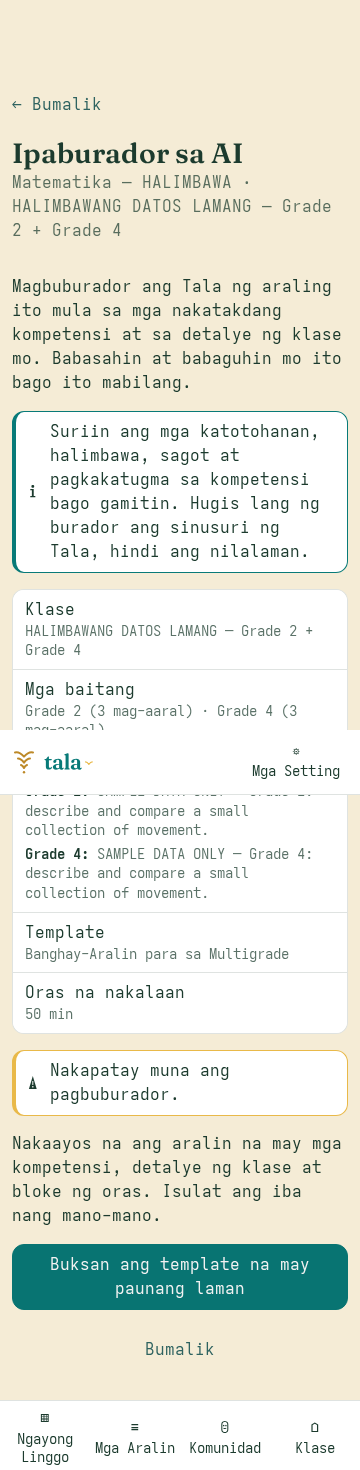 ← Bumalik
Ipaburador sa AI
Matematika — HALIMBAWA ·
HALIMBAWANG DATOS LAMANG — Grade
2 + Grade 4
Magbuburador ang Tala ng araling
ito mula sa mga nakatakdang
kompetensi at sa detalye ng klase
mo. Babasahin at babaguhin mo ito
bago ito mabilang.
Suriin ang mga katotohanan,
halimbawa, sagot at
pagkakatugma sa kompetensi
bago gamitin. Hugis lang ng
burador ang sinusuri ng
Tala, hindi ang nilalaman.
Klase
HALIMBAWANG DATOS LAMANG — Grade 2 +
Grade 4
Mga baitang
Grade 2 (3 mag-aaral) · Grade 4 (3
mag-aaral)
tala
Mga Setting
describe and compare a small
collection of movement.
Grade 4: SAMPLE DATA ONLY — Grade 4:
describe and compare a small
collection of movement.
Template
Banghay-Aralin para sa Multigrade
Oras na nakalaan
50 min
Nakapatay muna ang
pagbuburador.
Nakaayos na ang aralin na may mga
kompetensi, detalye ng klase at
bloke ng oras. Isulat ang iba
nang mano-mano.
Buksan ang template na may
paunang laman
Bumalik
Ngayong
Linggo
Mga Aralin
Komunidad
Klase